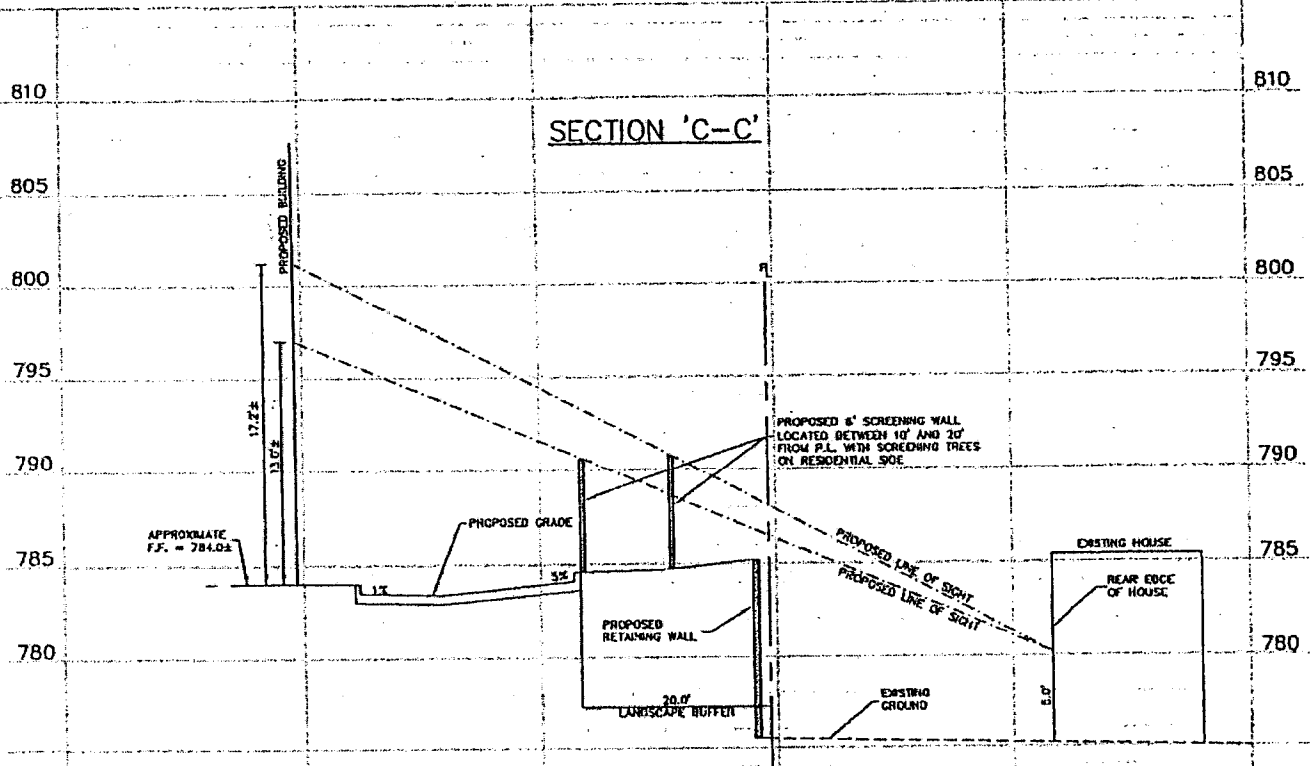 SECTION 'C-C'
810
805
800
795
790
785
780
810
805
800
795
790
785
780
PROPOSED BUILDING
17.2'±
13.0'±
APPROXIMATE
F.F. = 784.0±
PROPOSED GRADE
1%
5%
PROPOSED 6' SCREENING WALL
LOCATED BETWEEN 10' AND 20'
FROM P.L. WITH SCREENING TREES
ON RESIDENTIAL SIDE
PROPOSED LINE OF SIGHT
PROPOSED LINE OF SIGHT
EXISTING HOUSE
REAR EDGE
OF HOUSE
PROPOSED
RETAINING WALL
20.0'
LANDSCAPE BUFFER
EXISTING
GROUND